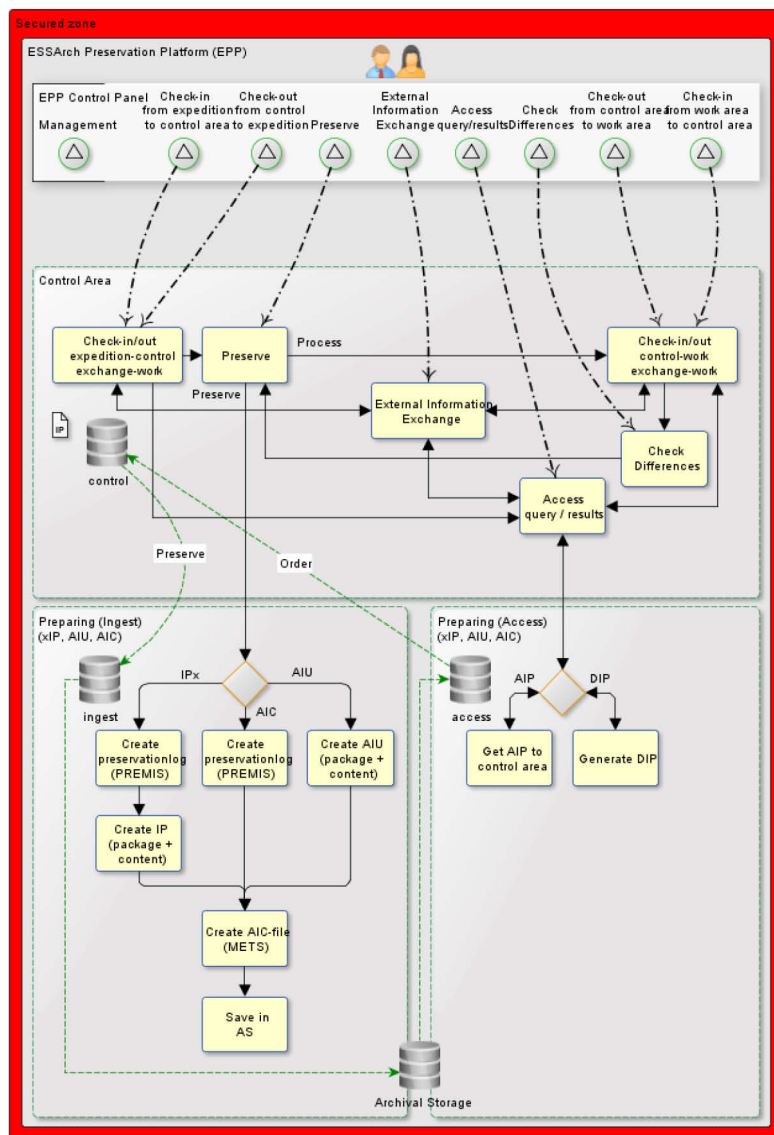 Secured zone
ESSArch Preservation Platform (EPP)
EPP Control Panel
Management
Check-in
from expedition
to control area
Check-out
from control
to expedition
Preserve
External
Information
Exchange
Access
query/results
Check
Differences
Check-out
from control area
to work area
Check-in
from work area
to control area
Control Area
Check-in/out
expedition-control
exchange-work
Preserve
Process
Check-in/out
control-work
exchange-work
Preserve
External Information
Exchange
IP
control
Check
Differences
Access
query / results
Preserve
Order
Preparing (Ingest)
(xIP, AIU, AIC)
Preparing (Access)
(xIP, AIU, AIC)
ingest
IPx
AIU
AIC
access
AIP
DIP
Create
preservationlog
(PREMIS)
Create
preservationlog
(PREMIS)
Create AIU
(package +
content)
Get AIP to
control area
Generate DIP
Create IP
(package +
content)
Create AIC-file
(METS)
Save in
AS
Archival Storage